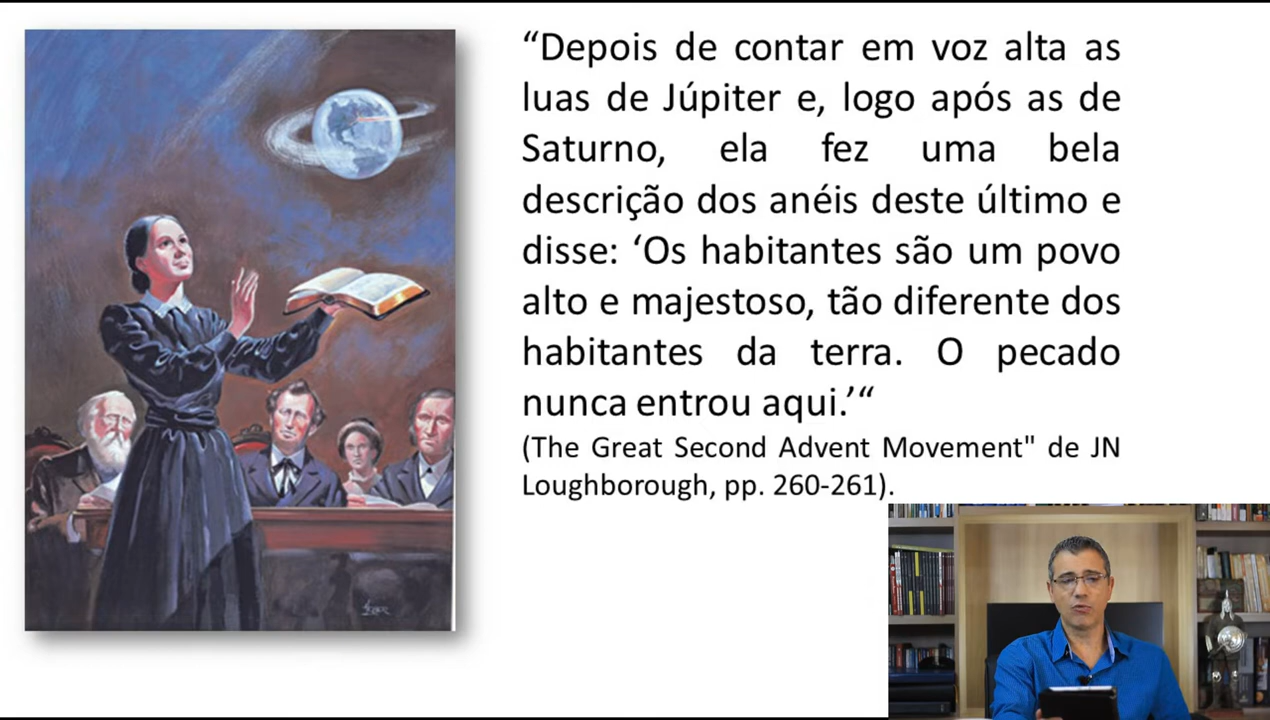 “Depois de contar em voz alta as
luas de Júpiter e, logo após as de
Saturno, ela fez uma bela
descrição dos anéis deste último e
disse: ‘Os habitantes são um povo
alto e majestoso, tão diferente dos
habitantes da terra. O pecado
nunca entrou aqui.’“
(The Great Second Advent Movement" de JN
Loughborough, pp. 260-261).